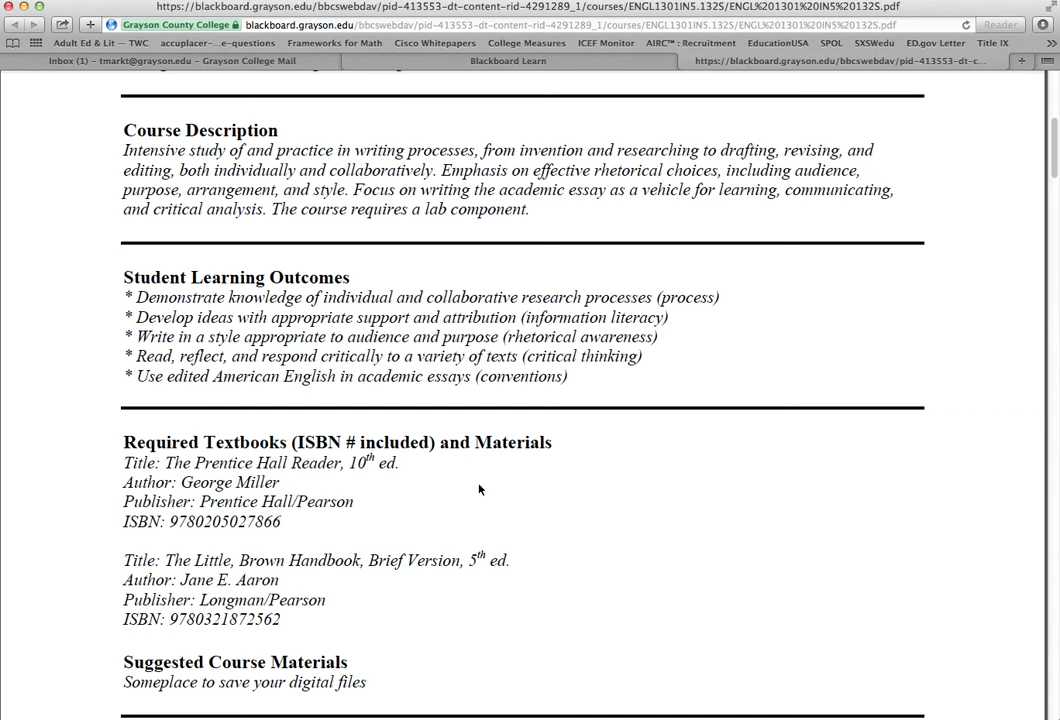 https://blackboard.grayson.edu/bbcswebdav/pid-413553-dt-content-rid-4291289_1/courses/ENGL1301IN5.132S/ENGL%201301%20IN5%20132S.pdf
Grayson County College blackboard.grayson.edu/bbcswebdav/pid-413553-dt-content-rid-4291289_1/courses/ENGL1301IN5.132S/ENGL%201301%20IN5%20132S.pdf Reader
Adult Ed & Lit — TWC accuplacer-...e-questions Frameworks for Math Cisco Whitepapers College Measures ICEF Monitor AIRC™ : Recruitment EducationUSA SPOL SXSWedu ED.gov Letter Title IX
Inbox (1) – tmarkt@grayson.edu – Grayson College Mail Blackboard Learn https://blackboard.grayson.edu/bbcswebdav/pid-413553-dt-c...
Course Description
Intensive study of and practice in writing processes, from invention and researching to drafting, revising, and
editing, both individually and collaboratively. Emphasis on effective rhetorical choices, including audience,
purpose, arrangement, and style. Focus on writing the academic essay as a vehicle for learning, communicating,
and critical analysis. The course requires a lab component.
Student Learning Outcomes
* Demonstrate knowledge of individual and collaborative research processes (process)
* Develop ideas with appropriate support and attribution (information literacy)
* Write in a style appropriate to audience and purpose (rhetorical awareness)
* Read, reflect, and respond critically to a variety of texts (critical thinking)
* Use edited American English in academic essays (conventions)
Required Textbooks (ISBN # included) and Materials
Title: The Prentice Hall Reader, 10th ed.
Author: George Miller
Publisher: Prentice Hall/Pearson
ISBN: 9780205027866
Title: The Little, Brown Handbook, Brief Version, 5th ed.
Author: Jane E. Aaron
Publisher: Longman/Pearson
ISBN: 9780321872562
Suggested Course Materials
Someplace to save your digital files